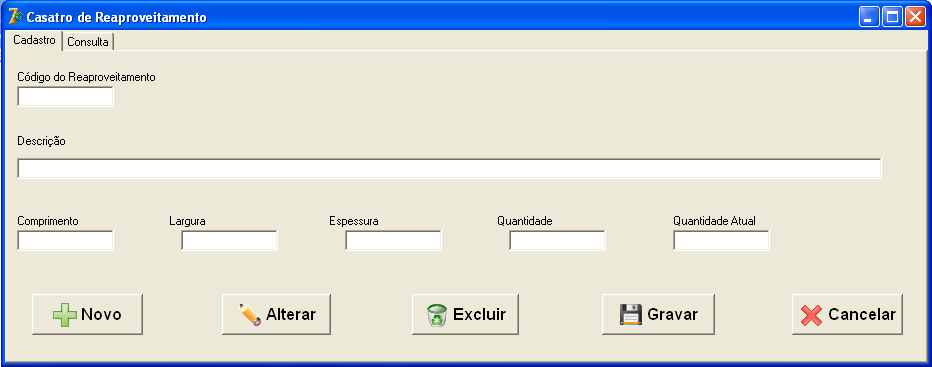 Casatro de Reaproveitamento
Cadastro Consulta
Código do Reaproveitamento
Descrição
Comprimento Largura Espessura Quantidade Quantidade Atual
Novo Alterar Excluir Gravar Cancelar